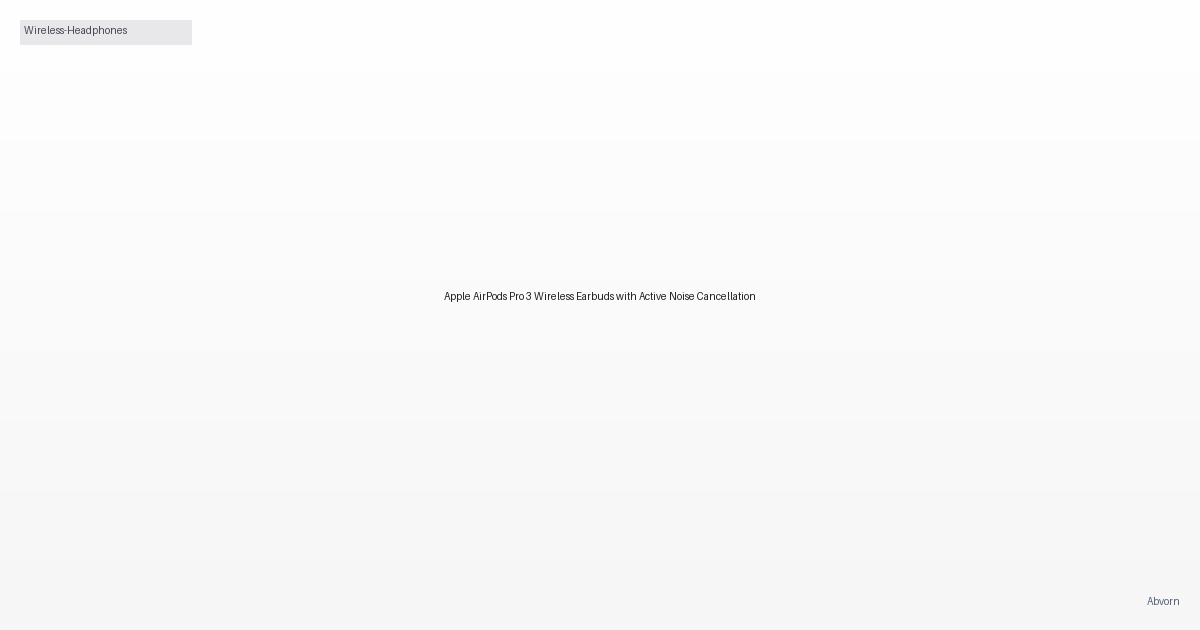 Wireless-Headphones
Apple AirPods Pro 3 Wireless Earbuds with Active Noise Cancellation
Abvorn